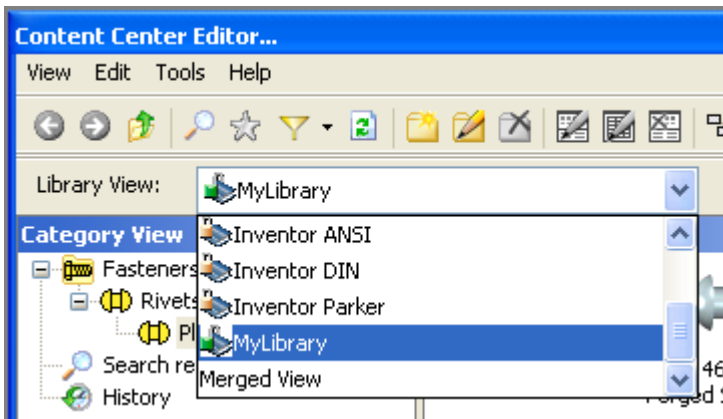 Content Center Editor...
View Edit Tools Help
Library View: MyLibrary
Category View
Inventor ANSI
Fasteners
Inventor DIN
Rivets
Inventor Parker
Pl
MyLibrary
Search re
Merged View
46
History